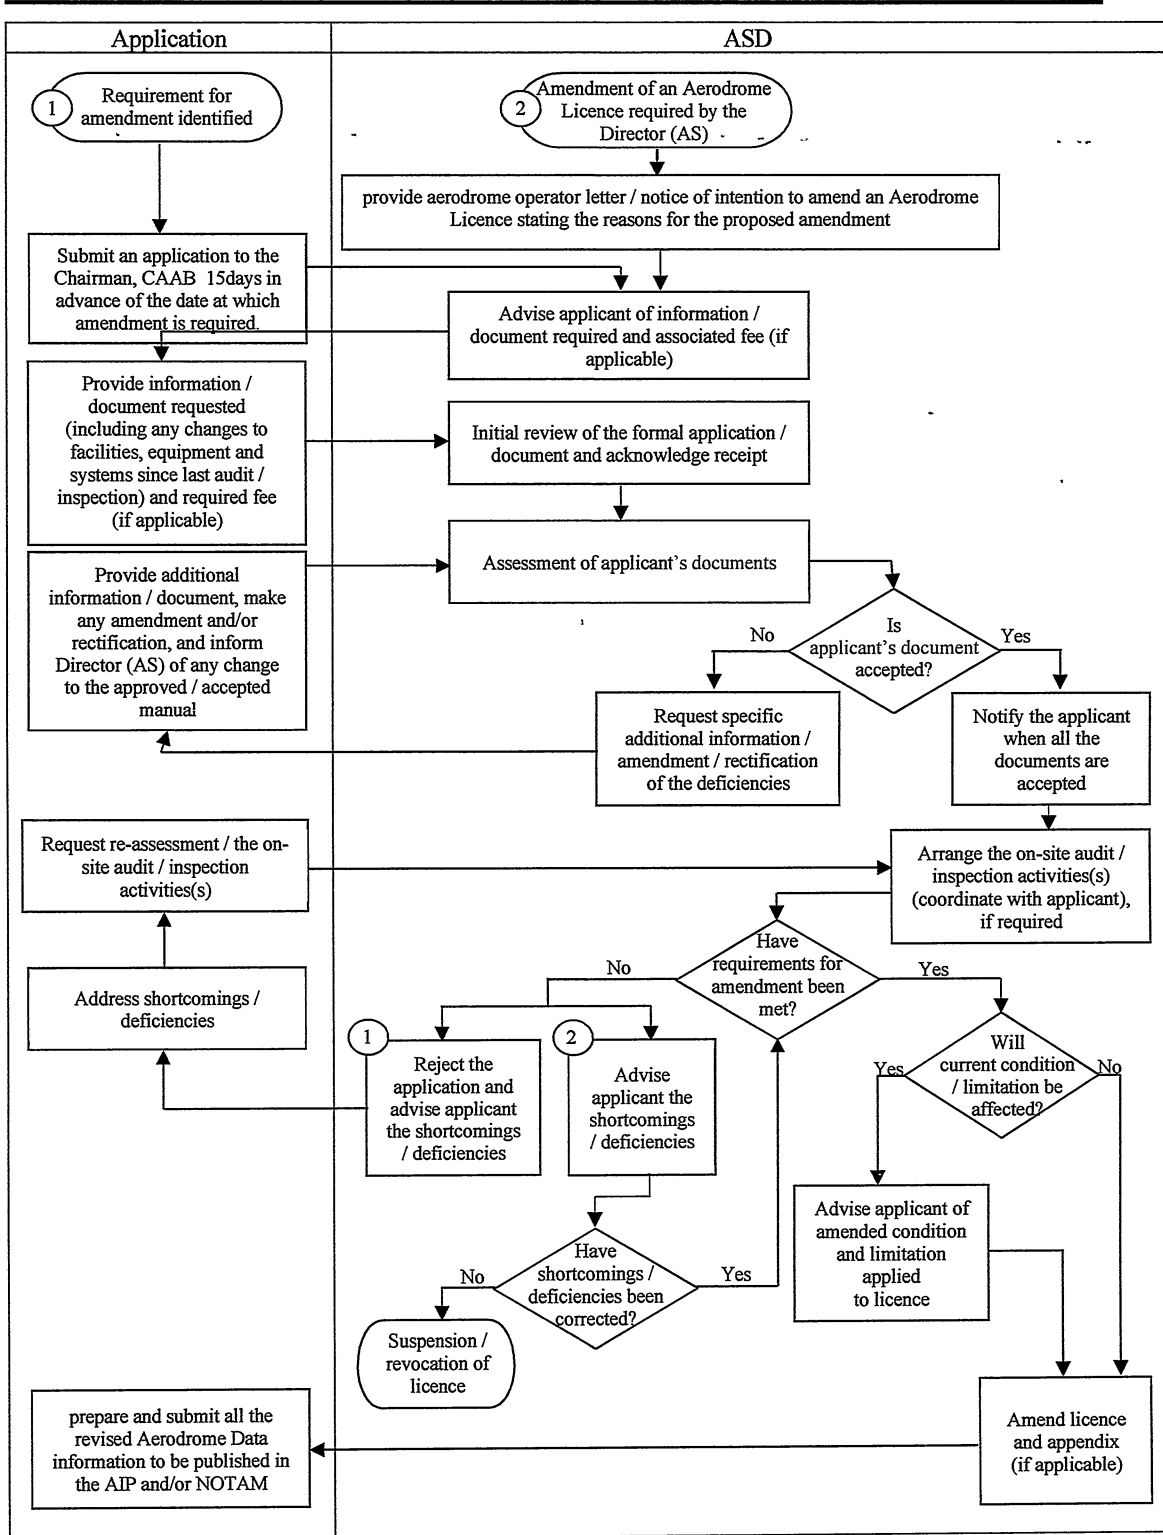 Application
ASD
1
Requirement for
amendment identified
2
Amendment of an Aerodrome
Licence required by the
Director (AS)
provide aerodrome operator letter / notice of intention to amend an Aerodrome
Licence stating the reasons for the proposed amendment
Submit an application to the
Chairman, CAAB 15days in
advance of the date at which
amendment is required.
Advise applicant of information /
document required and associated fee (if
applicable)
Provide information /
document requested
(including any changes to
facilities, equipment and
systems since last audit /
inspection) and required fee
(if applicable)
Initial review of the formal application /
document and acknowledge receipt
Provide additional
information / document, make
any amendment and/or
rectification, and inform
Director (AS) of any change
to the approved / accepted
manual
Assessment of applicant's documents
Is
applicant's document
accepted?
No
Yes
Request specific
additional information /
amendment / rectification
of the deficiencies
Notify the applicant
when all the
documents are
accepted
Request re-assessment / the on-
site audit / inspection
activities(s)
Arrange the on-site audit /
inspection activities(s)
(coordinate with applicant),
if required
Have
requirements for
amendment been
met?
No
Yes
Address shortcomings /
deficiencies
1
Reject the
application and
advise applicant
the shortcomings
/ deficiencies
2
Advise
applicant the
shortcomings
/ deficiencies
Will
current condition
/ limitation be
affected?
Yes
No
Advise applicant of
amended condition
and limitation
applied
to licence
Have
shortcomings /
deficiencies been
corrected?
No
Yes
Suspension /
revocation of
licence
prepare and submit all the
revised Aerodrome Data
information to be published in
the AIP and/or NOTAM
Amend licence
and appendix
(if applicable)